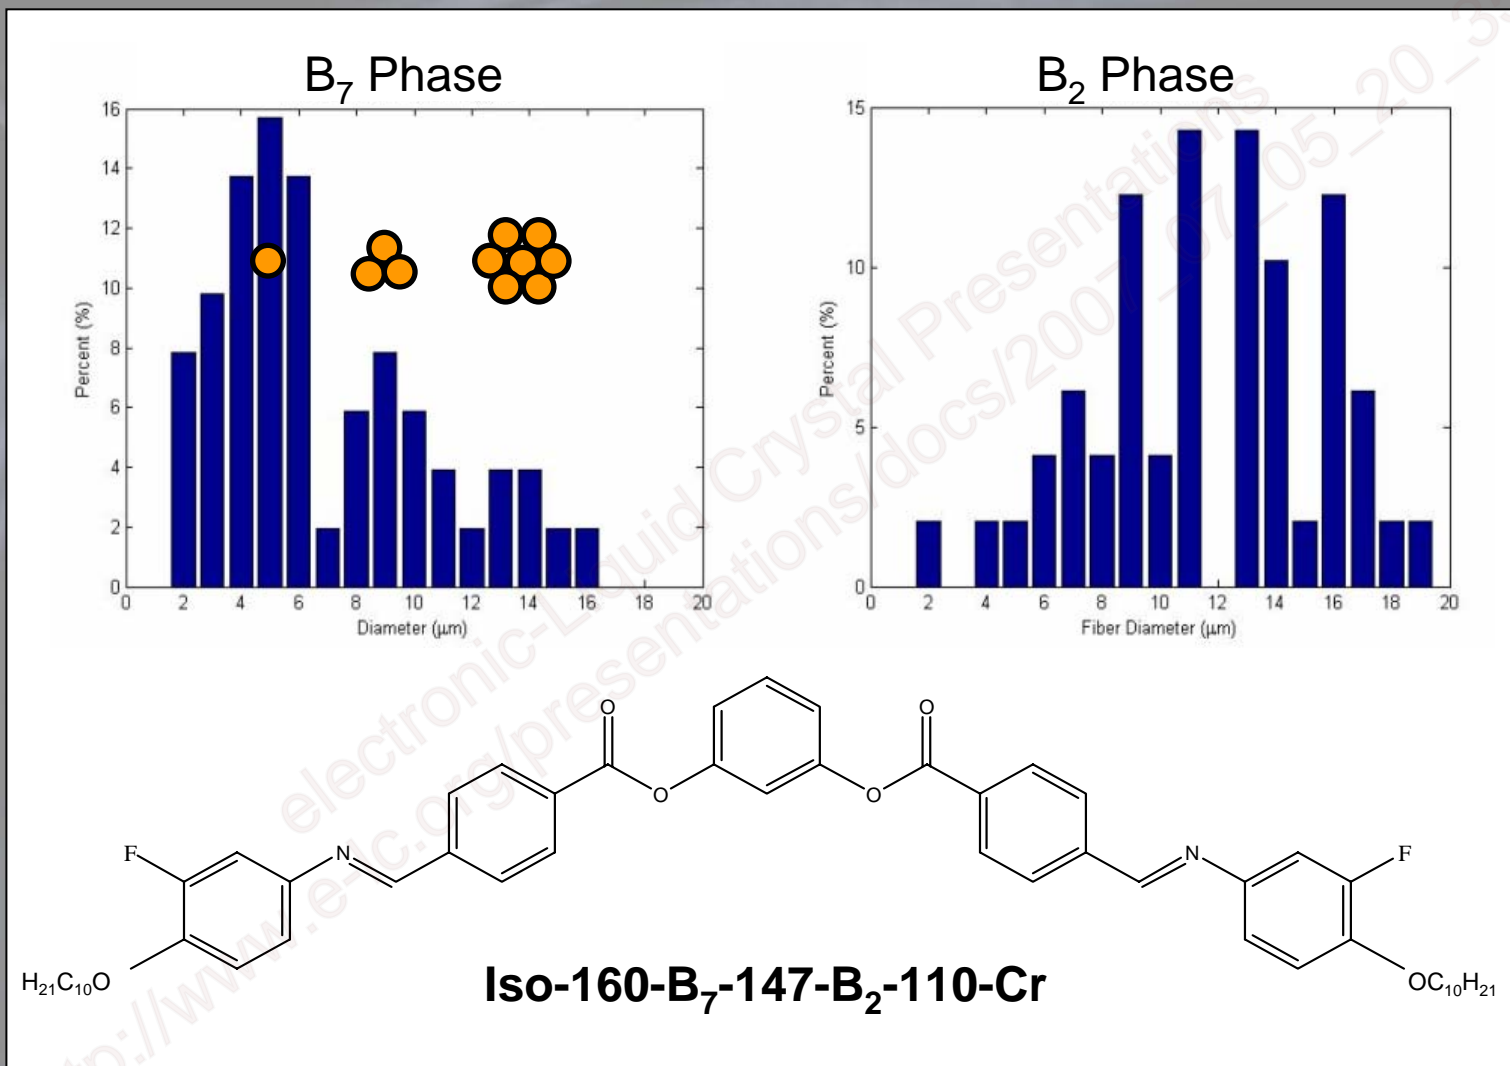 B7 Phase
16
14
12
10
8
6
4
2
0
Percent (%)
0 2 4 6 8 10 12 14 16 18 20
Diameter (μm)
B2 Phase
15
10
5
0
Percent (%)
0 2 4 6 8 10 12 14 16 18 20
Fiber Diameter (μm)
O O
O O
F N N F
H21C10O OC10H21
Iso-160-B7-147-B2-110-Cr
electronic-Liquid Crystal Presentations
tp://www.e-lc.org/presentations/docs/2007_07_05_20_3